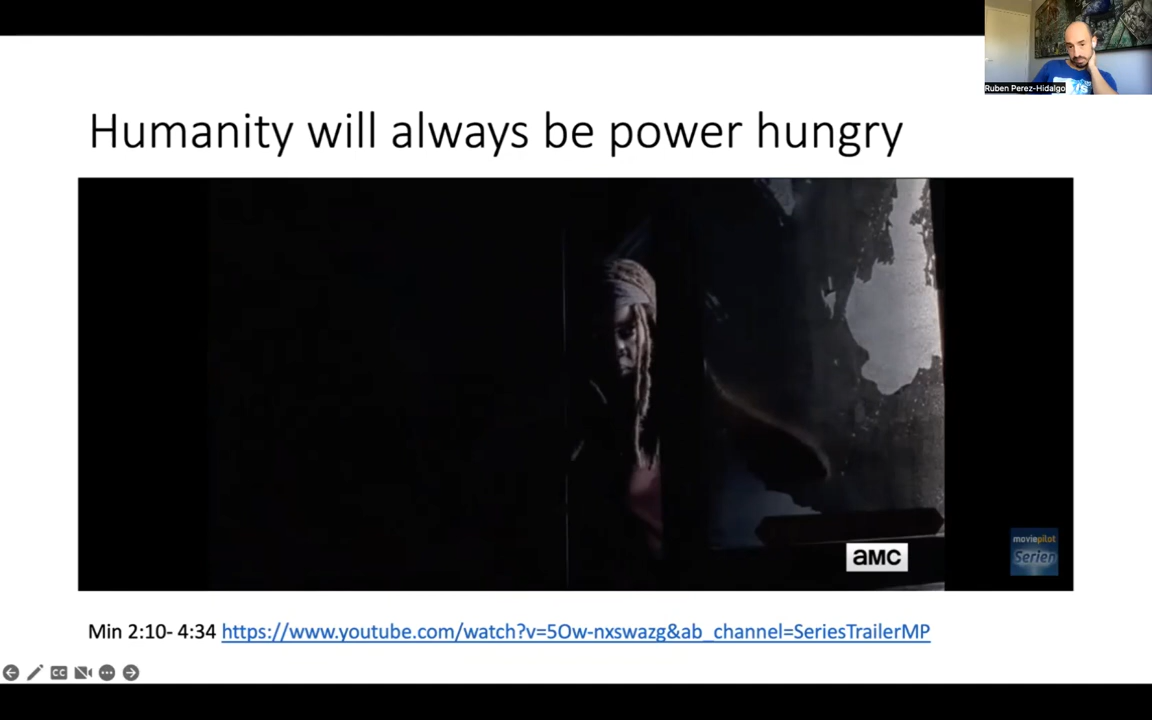 Ruben Perez-Hidalgo
Humanity will always be power hungry
aMC
moviepilot
Serien
Min 2:10- 4:34 https://www.youtube.com/watch?v=5Ow-nxswazg&ab_channel=SeriesTrailerMP
CC